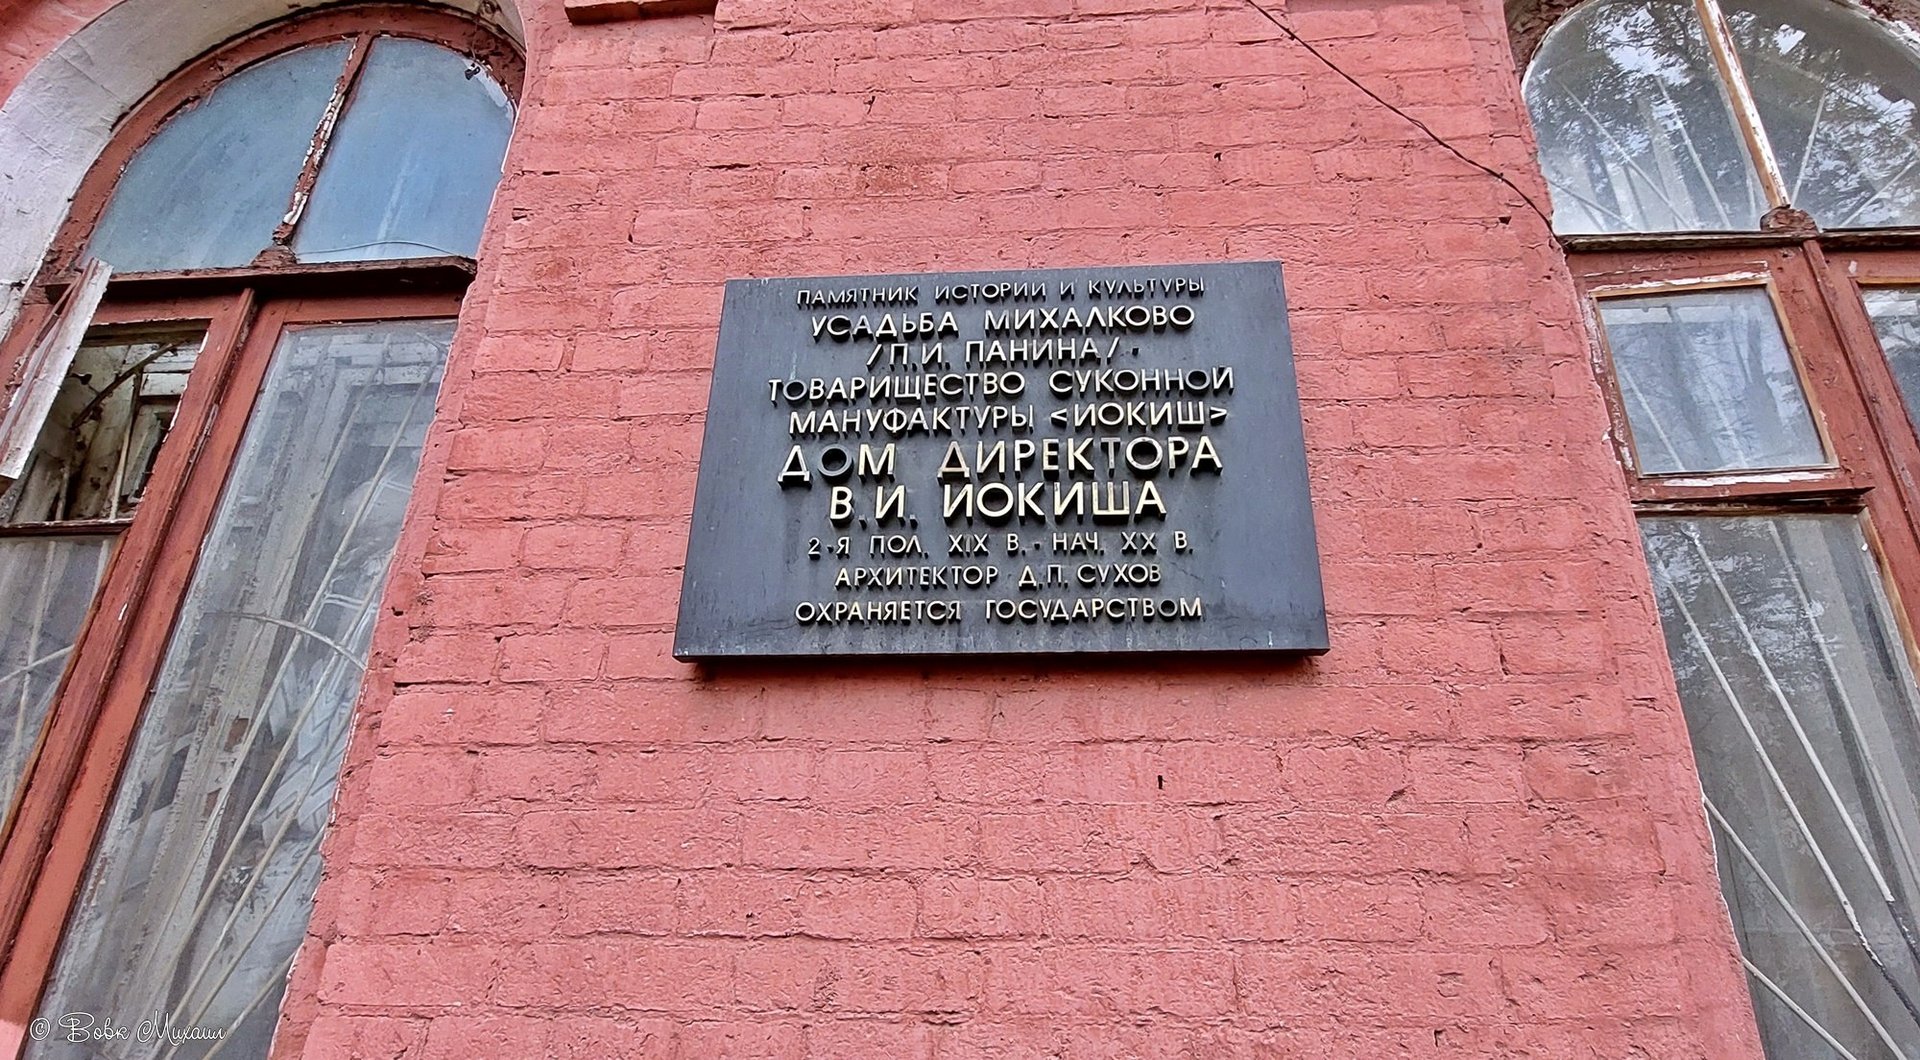 ПАМЯТНИК ИСТОРИИ И КУЛЬТУРЫ
УСАДЬБА МИХАЛКОВО
/П.И. ПАНИНА/ -
ТОВАРИЩЕСТВО СУКОННОЙ
МАНУФАКТУРЫ <ИОКИШ>
ДОМ ДИРЕКТОРА
В.И. ИОКИША
2-Я ПОЛ. XIX В. - НАЧ. XX В.
АРХИТЕКТОР Д.П. СУХОВ
ОХРАНЯЕТСЯ ГОСУДАРСТВОМ
© Вовк Михаил